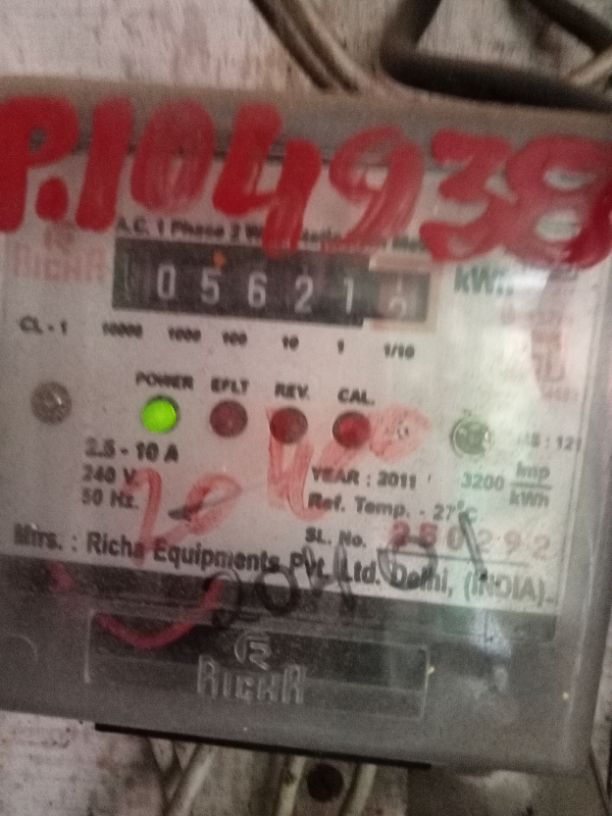 P.104938
A.C. 1 Phase 2 W
RICHA
0 5 6 2 1
kWh
CL - 1 10000 1000 100 10 1 1/10
POWER EFLT REV. CAL.
2.5 - 10 A
240 V.
50 Hz.
YEAR : 2011
3200 Imp/kWh
Ref. Temp. - 27°C
SL. No. 250292
Mfrs. : Richa Equipments Pvt. Ltd. Delhi, (INDIA).
RICHA